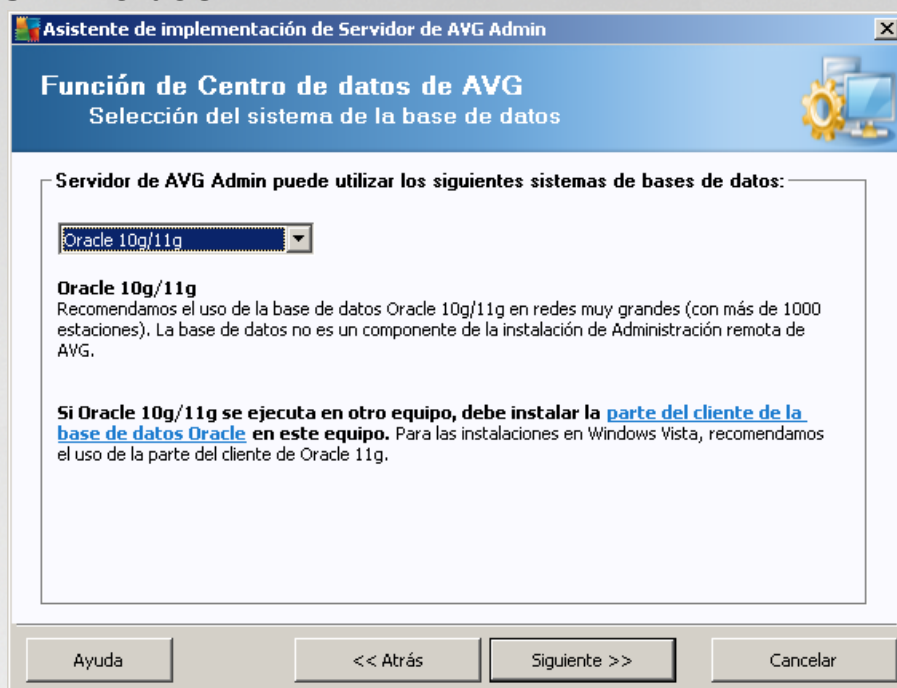 Asistente de implementación de Servidor de AVG Admin
Función de Centro de datos de AVG
Selección del sistema de la base de datos
Servidor de AVG Admin puede utilizar los siguientes sistemas de bases de datos:
Oracle 10g/11g
Oracle 10g/11g
Recomendamos el uso de la base de datos Oracle 10g/11g en redes muy grandes (con más de 1000
estaciones). La base de datos no es un componente de la instalación de Administración remota de
AVG.
Si Oracle 10g/11g se ejecuta en otro equipo, debe instalar la parte del cliente de la
base de datos Oracle en este equipo. Para las instalaciones en Windows Vista, recomendamos
el uso de la parte del cliente de Oracle 11g.
Ayuda
<< Atrás
Siguiente >>
Cancelar